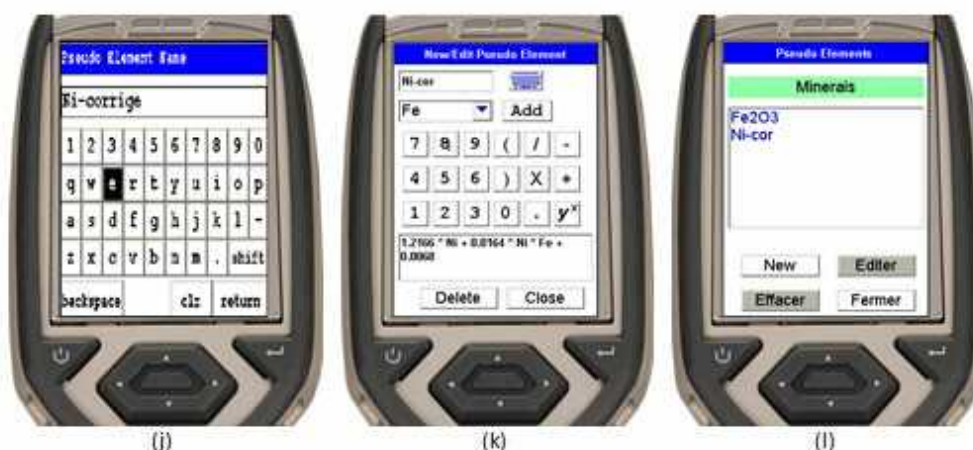 Pseudo Element Name
Ni-corrige
1 2 3 4 5 6 7 8 9 0
q w e r t y u i o p
a s d f g h j k l -
z x c v b n m . shift
backspace clr return
(j)
New/Edit Pseudo Element
Ni-cor
Fe Add
7 8 9 ( / -
4 5 6 ) X +
1 2 3 0 . yˣ
1.2166 * Ni + 0.0164 * Ni * Fe +
0.0068
Delete Close
(k)
Pseudo Elements
Minerals
Fe2O3
Ni-cor
New Editer
Effacer Fermer
(l)